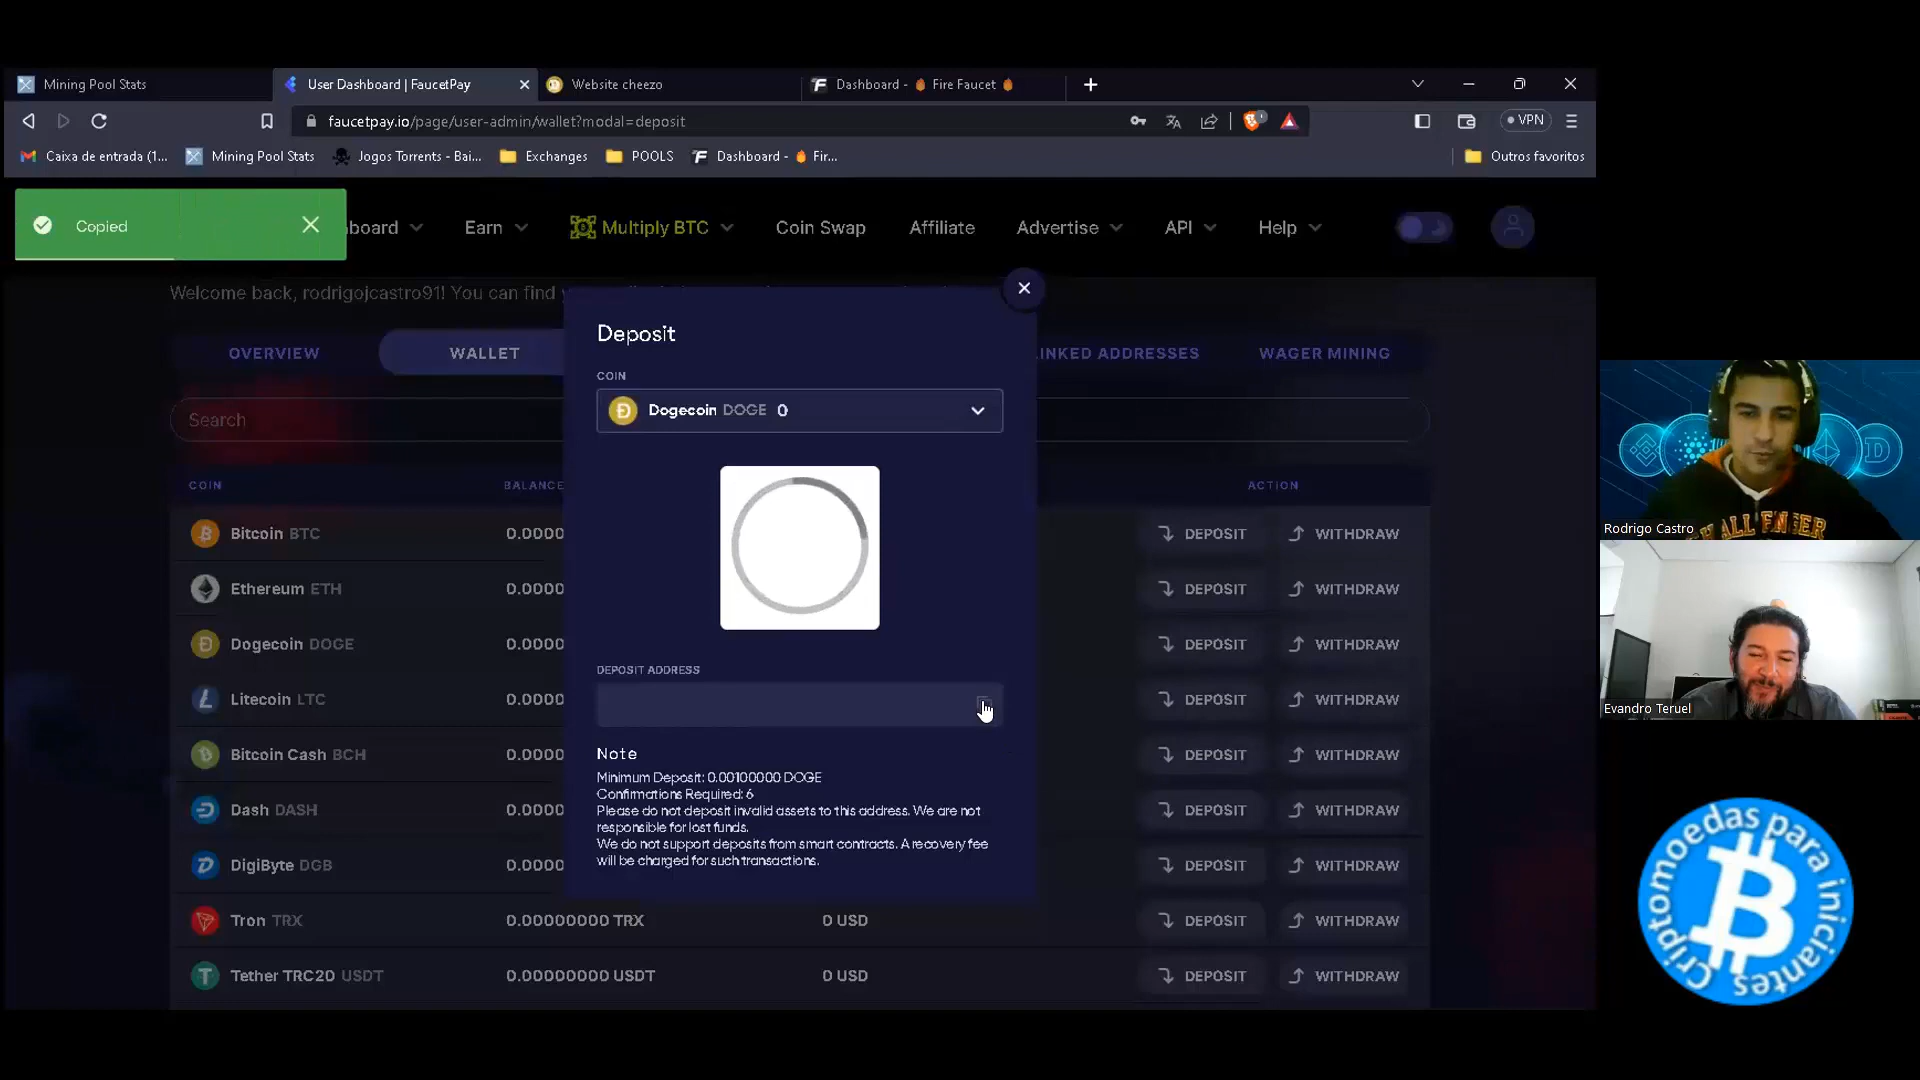 Mining Pool Stats
User Dashboard | FaucetPay
Website cheezo
Dashboard - Fire Faucet
faucetpay.io/page/user-admin/wallet?modal=deposit
VPN
Caixa de entrada (1...
Mining Pool Stats
Jogos Torrents - Bai...
Exchanges
POOLS
Dashboard - Fir...
Outros favoritos
Copied
board
Earn
Multiply BTC
Coin Swap
Affiliate
Advertise
API
Help
Welcome back, rodrigojcastro91! You can find
OVERVIEW
WALLET
LINKED ADDRESSES
WAGER MINING
Search
COIN
BALANCE
ACTION
Bitcoin BTC
0.0000
DEPOSIT
WITHDRAW
Ethereum ETH
0.0000
DEPOSIT
WITHDRAW
Dogecoin DOGE
0.0000
DEPOSIT
WITHDRAW
Litecoin LTC
0.0000
DEPOSIT
WITHDRAW
Bitcoin Cash BCH
0.0000
DEPOSIT
WITHDRAW
Dash DASH
0.0000
DEPOSIT
WITHDRAW
DigiByte DGB
0.0000
DEPOSIT
WITHDRAW
Tron TRX
0.00000000 TRX
0 USD
DEPOSIT
WITHDRAW
Tether TRC20 USDT
0.00000000 USDT
0 USD
DEPOSIT
WITHDRAW
Deposit
COIN
Dogecoin DOGE 0
DEPOSIT ADDRESS
Note
Minimum Deposit: 0.00100000 DOGE
Confirmations Required: 6
Please do not deposit invalid assets to this address. We are not
responsible for lost funds.
We do not support deposits from smart contracts. A recovery fee
will be charged for such transactions.
Rodrigo Castro
Evandro Teruel
Criptomoedas para iniciantes